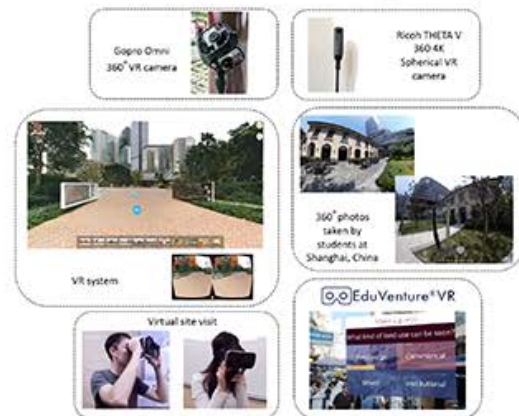 Gopro Omni
360° VR camera
Ricoh THETA V
360 4K
Spherical VR
camera
VR system
360° photos
taken by
students at
Shanghai, China
Virtual site visit
EduVenture®VR
What kind of land use can be seen?
Commercial
Institutional